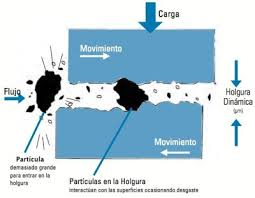 Carga
Movimiento
Flujo
Holgura
Dinámica
(µm)
Movimiento
Partícula
demasiado grande
para entrar en la
holgura
Partículas en la Holgura
interactúan con las superficies ocasionando desgaste